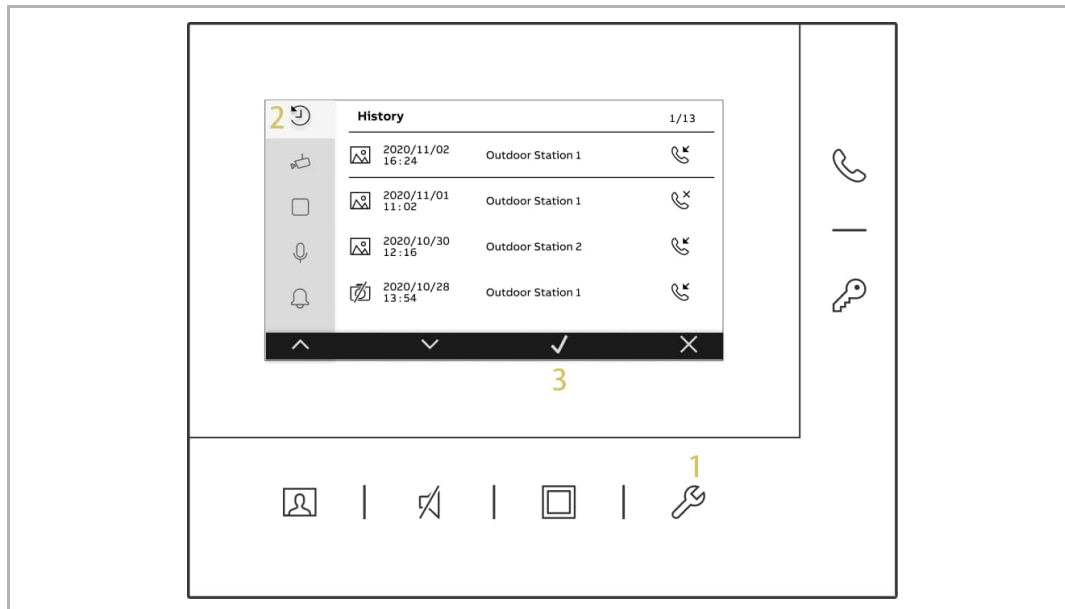 2
History 1/13
2020/11/02
16:24 Outdoor Station 1
2020/11/01
11:02 Outdoor Station 1
2020/10/30
12:16 Outdoor Station 2
2020/10/28
13:54 Outdoor Station 1
3
1